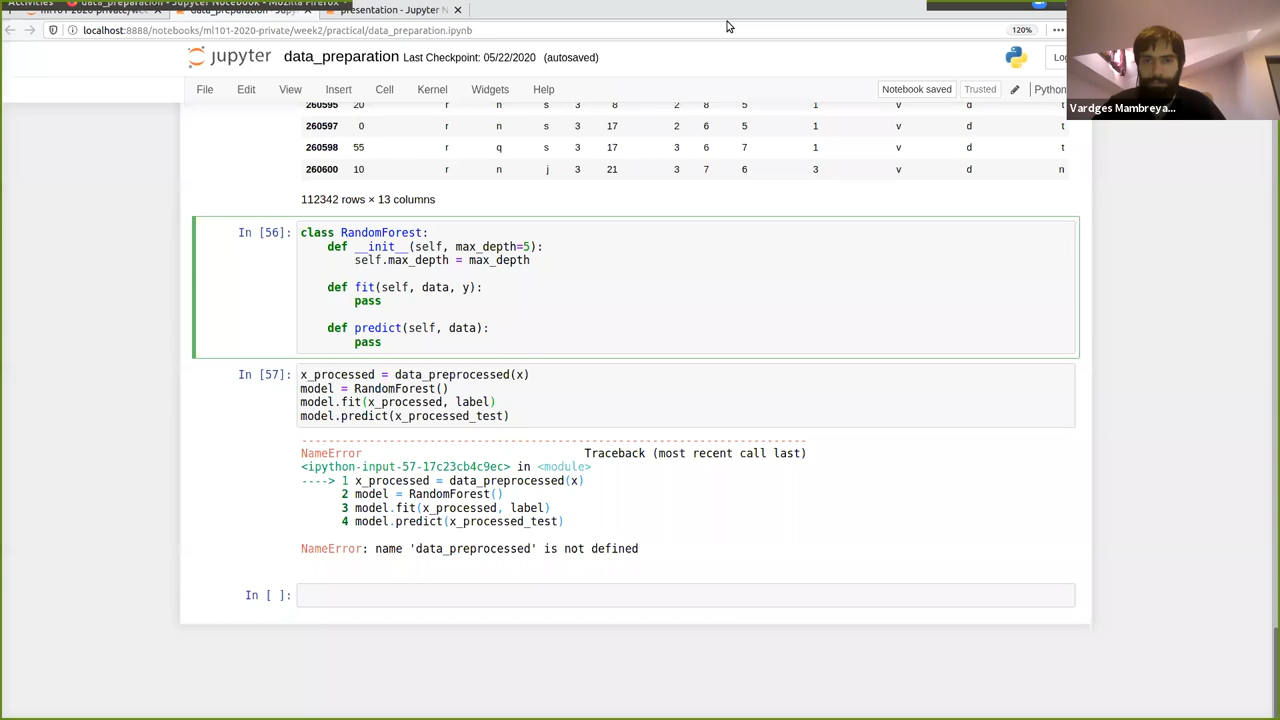 Activities data_preparation - Jupyter Notebook - Mozilla Firefox
ml101-2020-private/wee data_preparation - Jup presentation - Jupyter N
localhost:8888/notebooks/ml101-2020-private/week2/practical/data_preparation.ipynb 120%
jupyter data_preparation Last Checkpoint: 05/22/2020 (autosaved)
File Edit View Insert Cell Kernel Widgets Help Notebook saved Trusted Python
260595 20 r n s 3 8 2 8 5 1 v d t
260597 0 r n s 3 17 2 6 5 1 v d t
260598 55 r q s 3 17 3 6 7 1 v d t
260600 10 r n j 3 21 3 7 6 3 v d n
112342 rows × 13 columns
In [56]: class RandomForest:
def __init__(self, max_depth=5):
self.max_depth = max_depth
def fit(self, data, y):
pass
def predict(self, data):
pass
In [57]: x_processed = data_preprocessed(x)
model = RandomForest()
model.fit(x_processed, label)
model.predict(x_processed_test)
---------------------------------------------------------------------------
NameError Traceback (most recent call last)
<ipython-input-57-17c23cb4c9ec> in <module>
----> 1 x_processed = data_preprocessed(x)
2 model = RandomForest()
3 model.fit(x_processed, label)
4 model.predict(x_processed_test)
NameError: name 'data_preprocessed' is not defined
In [ ]:
Vardges Mambreya...